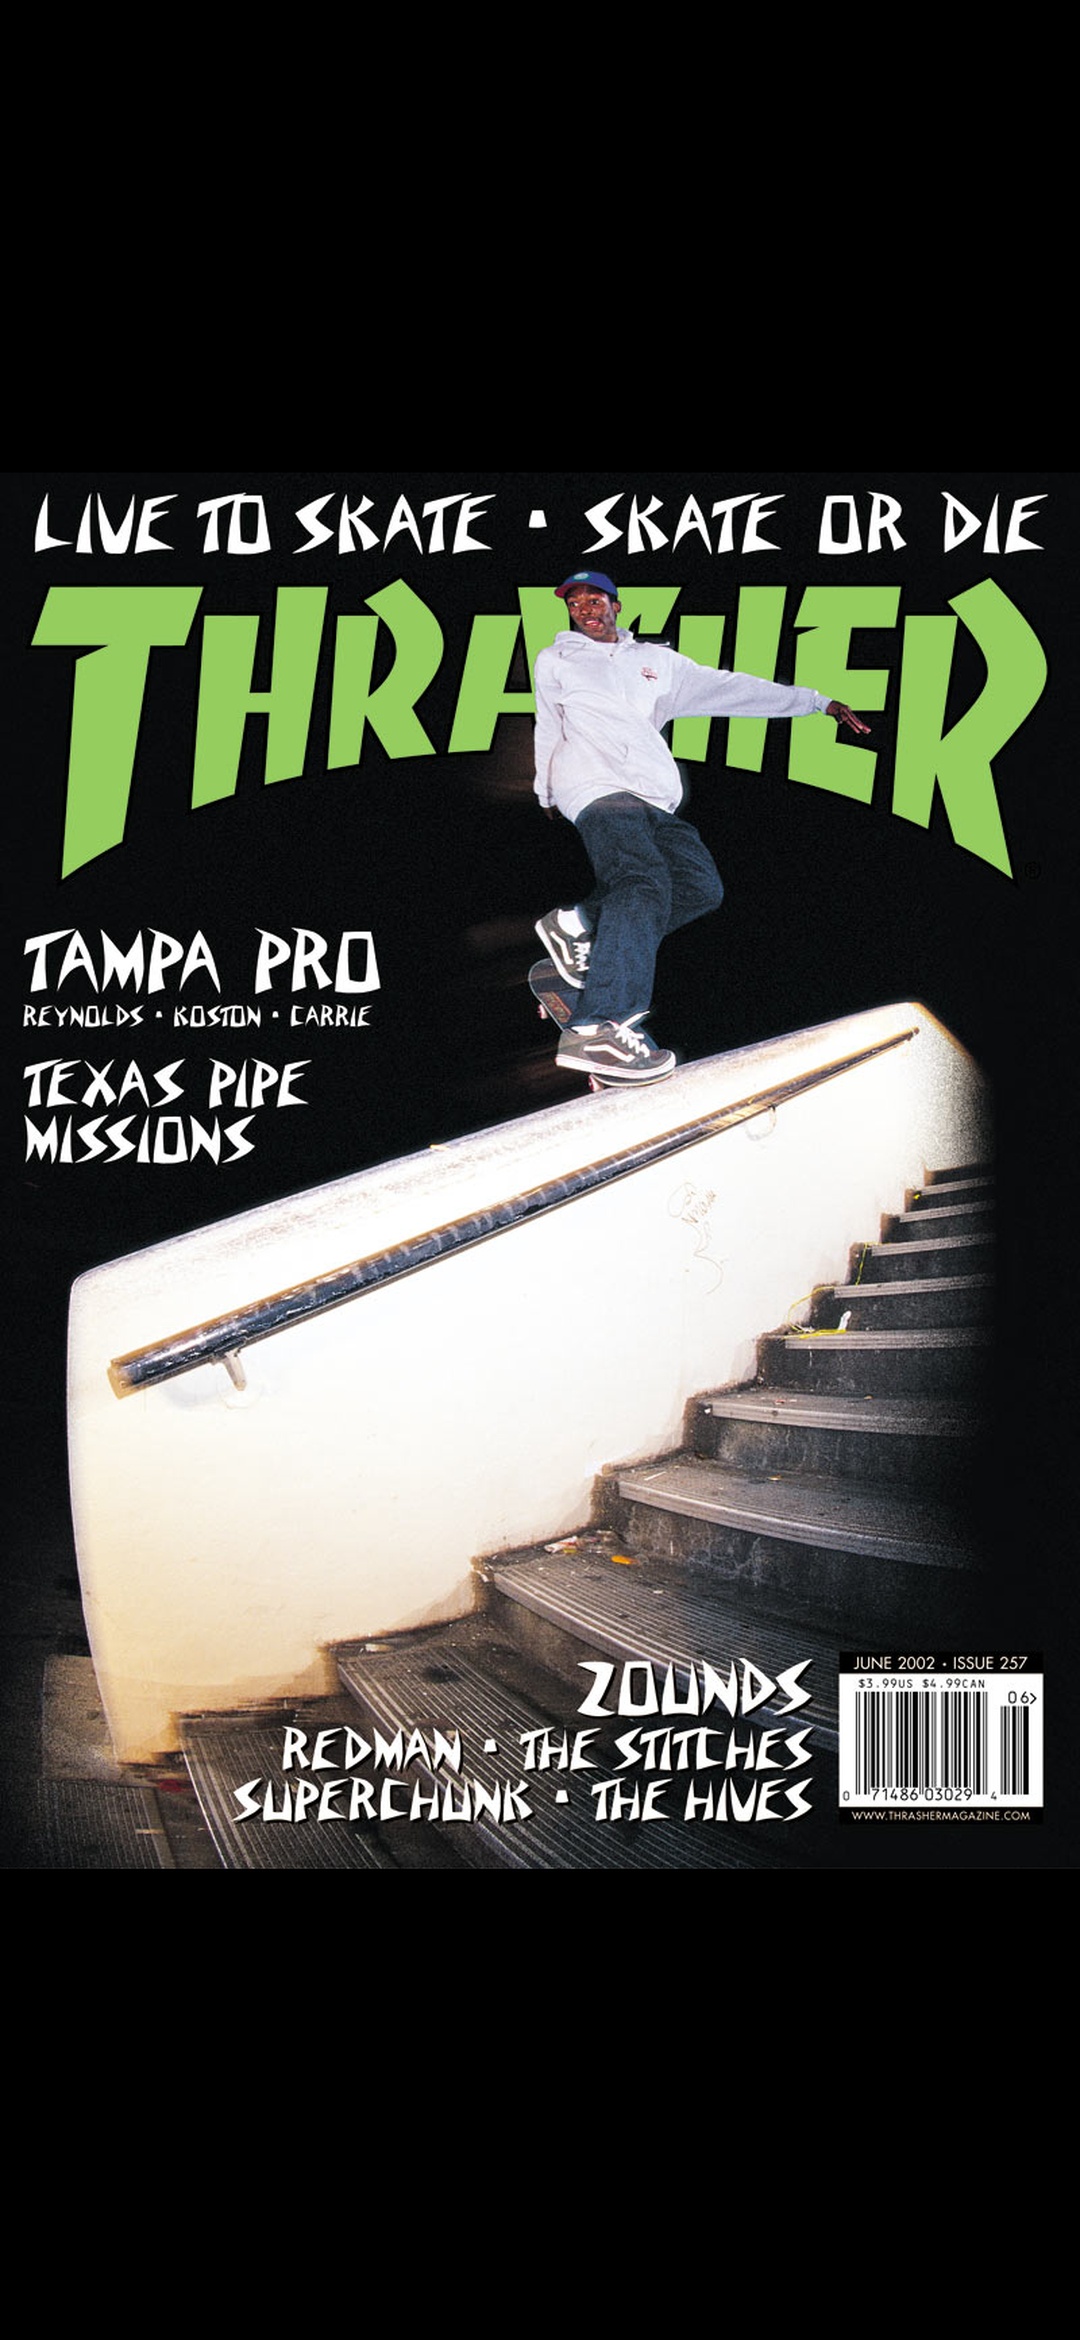 LIVE TO SKATE · SKATE OR DIE
THRASHER
TAMPA PRO
REYNOLDS · KOSTON · CARRIE
TEXAS PIPE
MISSIONS
ZOUNDS
REDMAN · THE STITCHES
SUPERCHUNK · THE HIVES
JUNE 2002 · ISSUE 257
$3.99US $4.99CAN
06>
0 71486 03029 4
WWW.THRASHERMAGAZINE.COM